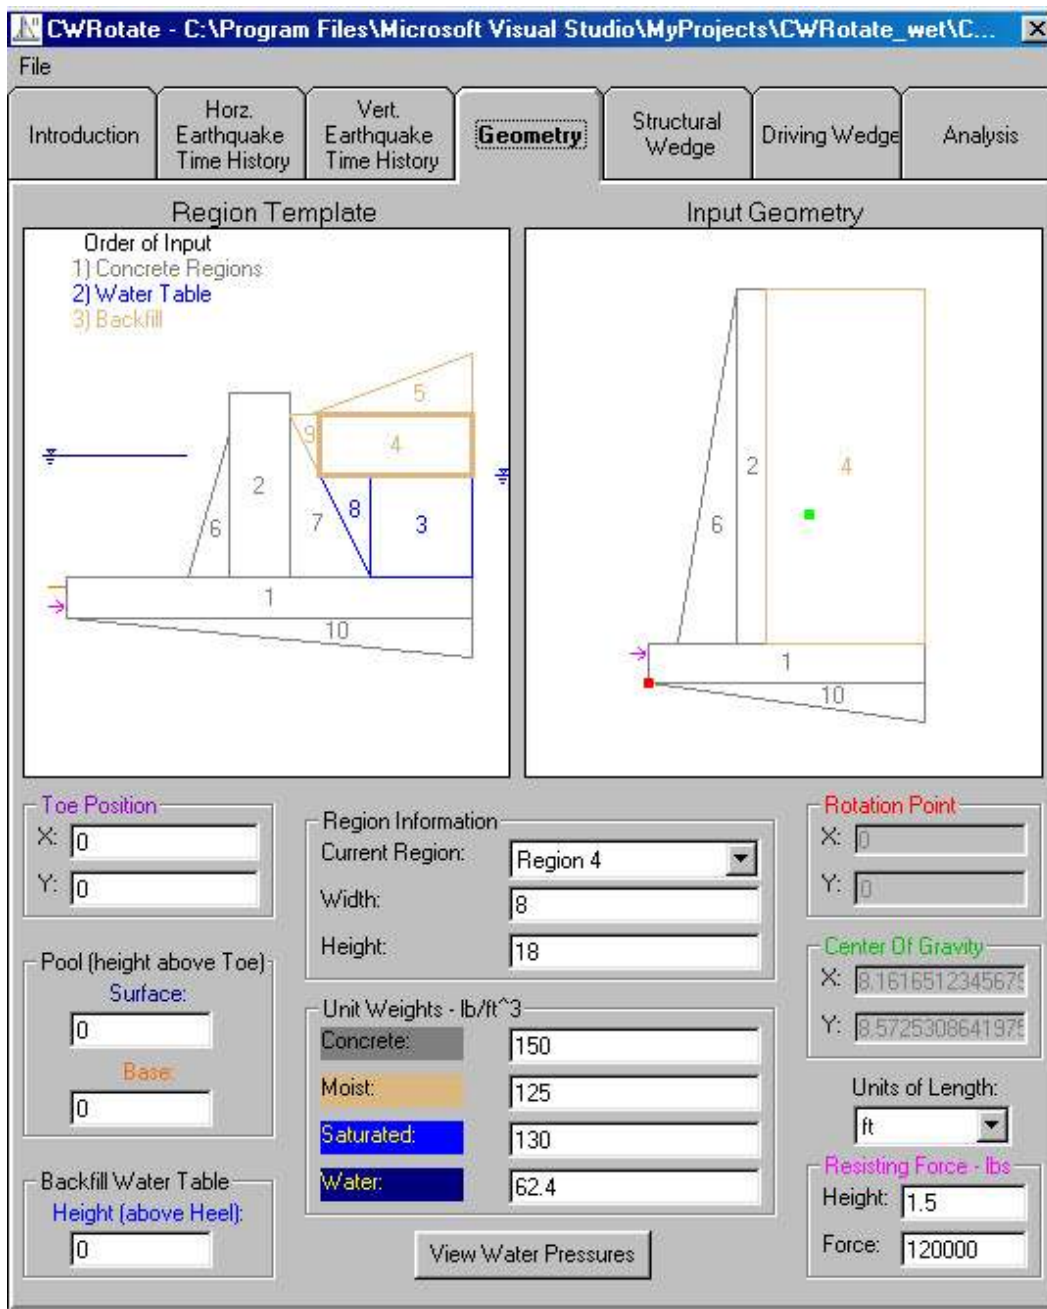 CWRotate - C:\Program Files\Microsoft Visual Studio\MyProjects\CWRotate_wet\C...
File
Introduction
Horz.
Earthquake
Time History
Vert.
Earthquake
Time History
Geometry
Structural
Wedge
Driving Wedge
Analysis
Region Template
Order of Input
1) Concrete Regions
2) Water Table
3) Backfill
5
9
4
2
8
6
7
3
1
10
Input Geometry
2
4
6
1
10
Toe Position
X: 0
Y: 0
Pool (height above Toe)
Surface:
0
Base:
0
Backfill Water Table
Height (above Heel):
0
Region Information
Current Region: Region 4
Width: 8
Height: 18
Unit Weights - lb/ft^3
Concrete: 150
Moist: 125
Saturated: 130
Water: 62.4
View Water Pressures
Rotation Point
X: 0
Y: 0
Center Of Gravity
X: 8.1616512345679
Y: 8.5725308641975
Units of Length:
ft
Resisting Force - lbs
Height: 1.5
Force: 120000